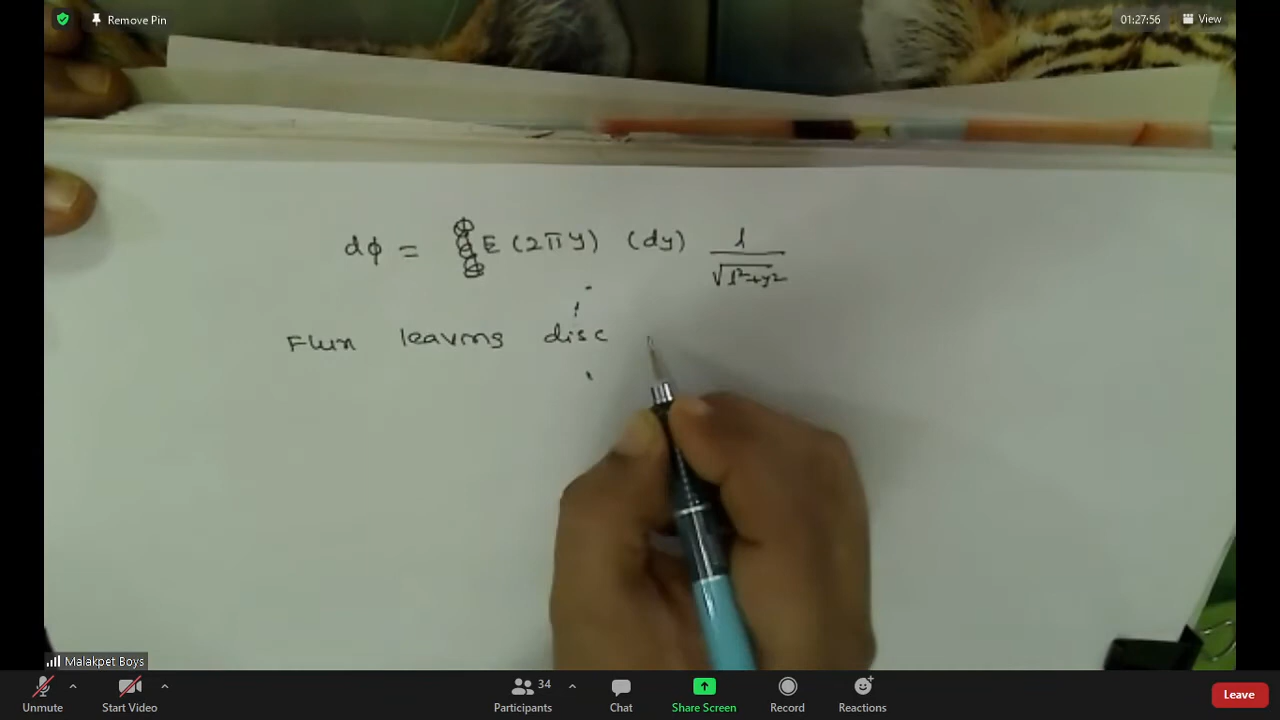 Remove Pin
01:27:56
View
dϕ = E (2πy) (dy) l/√l²+y²
Flux leaving disc
Malakpet Boys
Unmute
Start Video
34
Participants
Chat
Share Screen
Record
Reactions
Leave